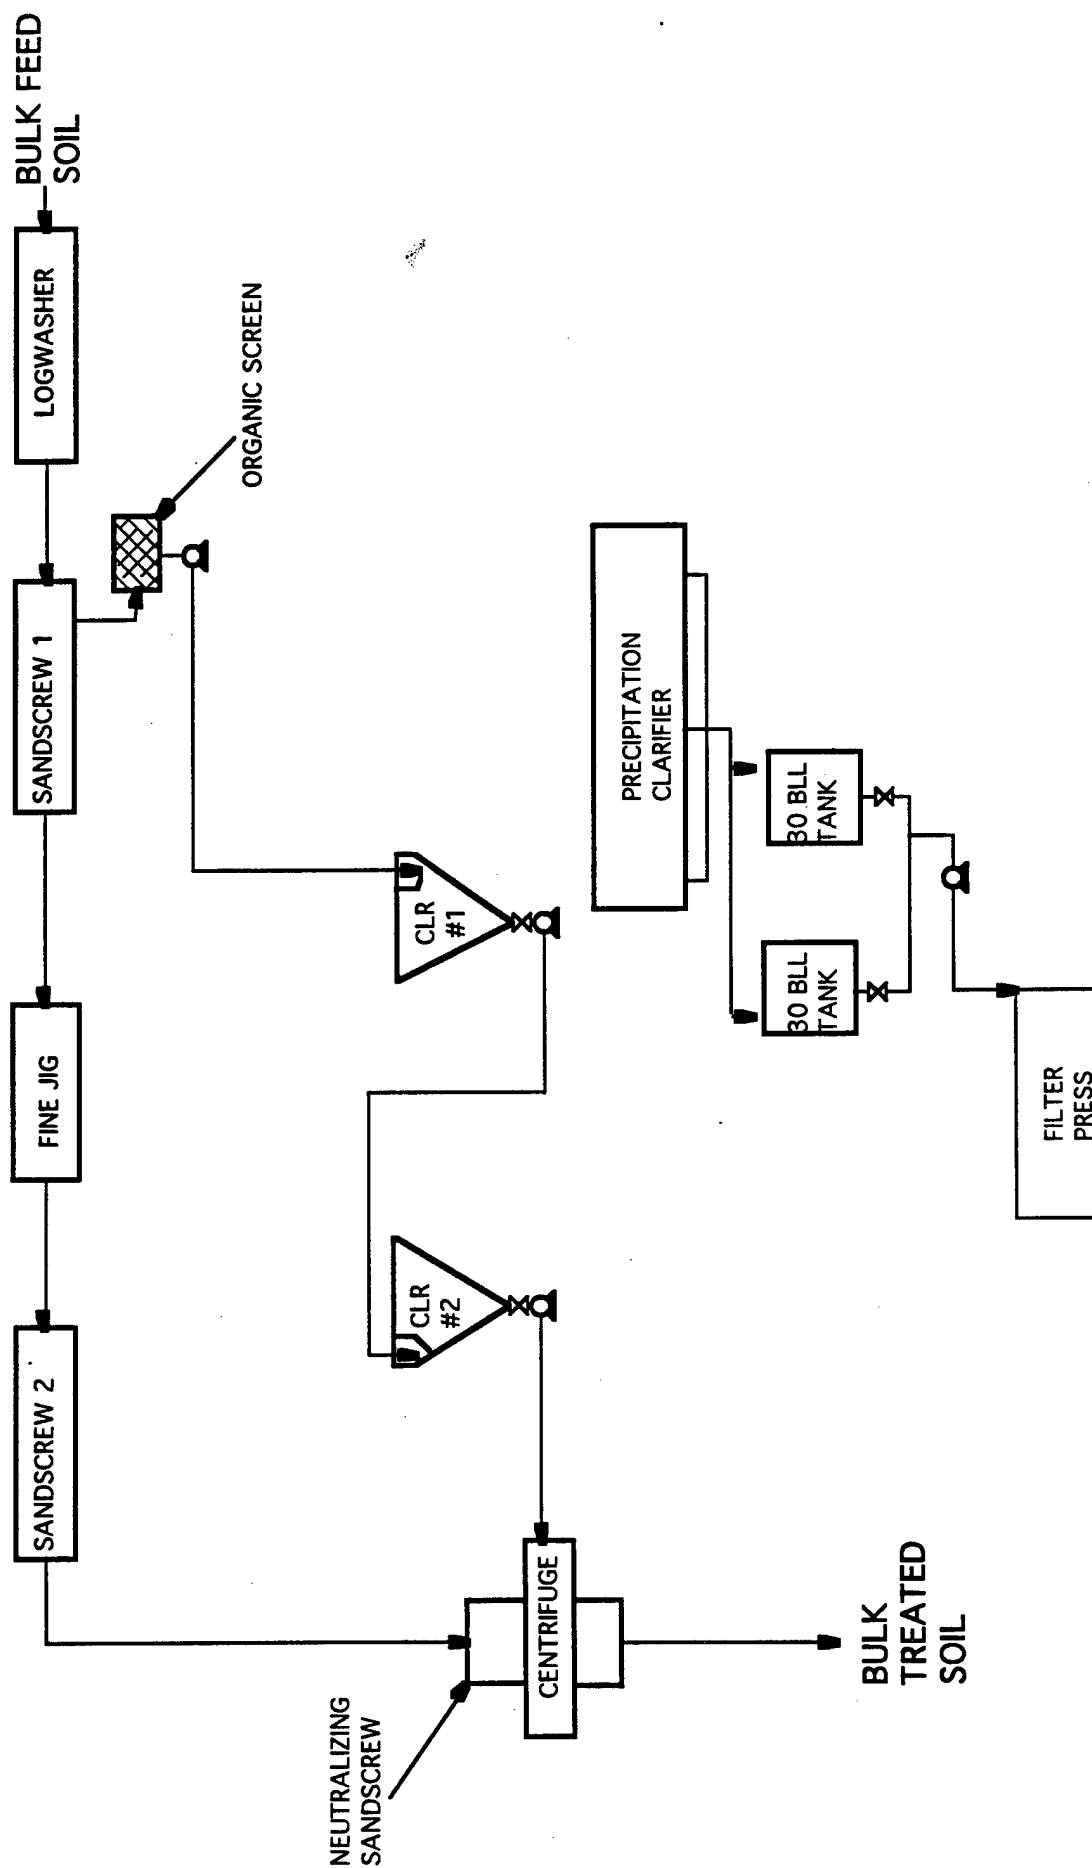 BULK FEED
SOIL
LOGWASHER
SANDSCREW 1
FINE JIG
SANDSCREW 2
ORGANIC SCREEN
CLR
#1
CLR
#2
NEUTRALIZING
SANDSCREW
CENTRIFUGE
BULK
TREATED
SOIL
PRECIPITATION
CLARIFIER
30 BLL
TANK
30 BLL
TANK
FILTER
PRESS